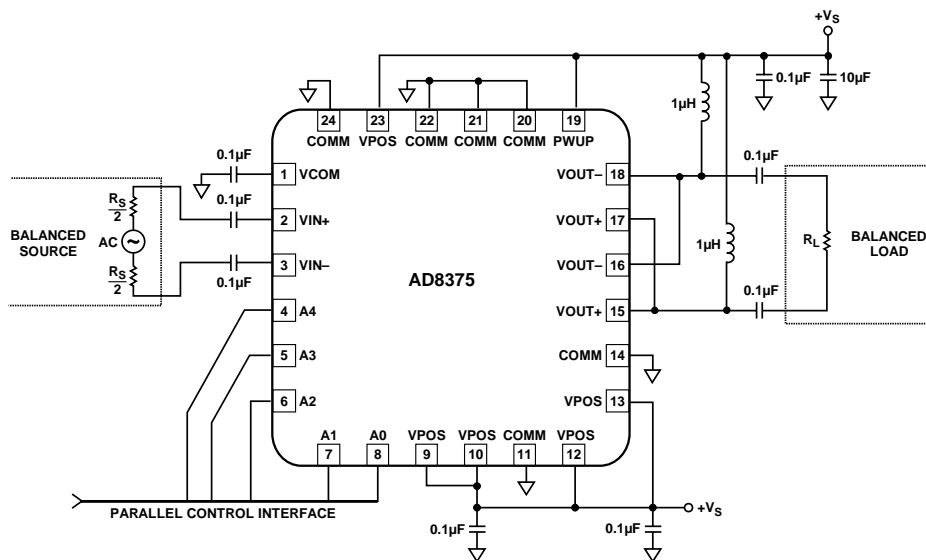 +VS
0.1µF
10µF
1µH
24
23
22
21
20
19
COMM
VPOS
COMM
COMM
COMM
PWUP
0.1µF
1
VCOM
VOUT–
18
0.1µF
BALANCED
SOURCE
RS
2
AC
RS
2
0.1µF
2
VIN+
VOUT+
17
0.1µF
3
VIN–
VOUT–
16
1µH
RL
BALANCED
LOAD
AD8375
4
A4
VOUT+
15
0.1µF
5
A3
COMM
14
6
A2
VPOS
13
A1
A0
VPOS
VPOS
COMM
VPOS
7
8
9
10
11
12
PARALLEL CONTROL INTERFACE
+VS
0.1µF
0.1µF